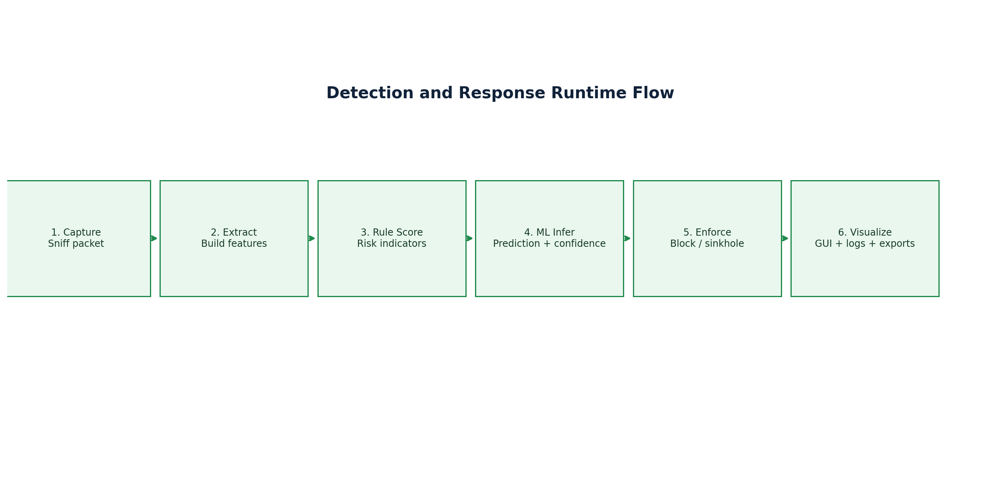 Detection and Response Runtime Flow
1. Capture
Sniff packet
2. Extract
Build features
3. Rule Score
Risk indicators
4. ML Infer
Prediction + confidence
5. Enforce
Block / sinkhole
6. Visualize
GUI + logs + exports